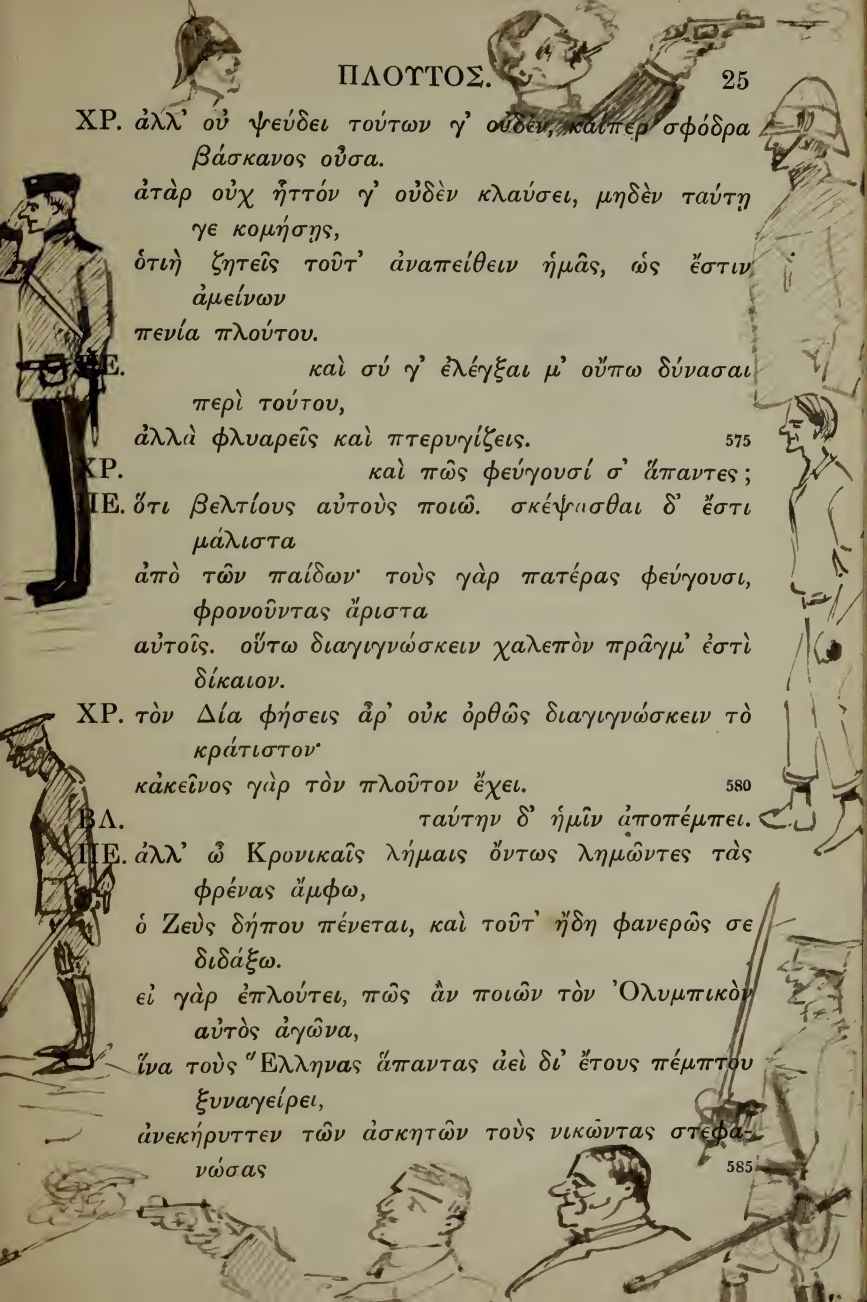 ΠΛΟΥΤΟΣ. 25
ΧΡ. ἀλλ’ οὐ ψεύδει τούτων γ’ οὐδέν, καίπερ σφόδρα
βάσκανος οὖσα.
ἀτὰρ οὐχ ἧττόν γ’ οὐδὲν κλαύσει, μηδὲν ταύτῃ
γε κομήσῃς,
ὁτιὴ ζητεῖς τοῦτ’ ἀναπείθειν ἡμᾶς, ὡς ἔστιν
ἀμείνων
πενία πλούτου.
ΠΕ. καὶ σύ γ’ ἐλέγξαι μ’ οὔπω δύνασαι
περὶ τούτου,
ἀλλὰ φλυαρεῖς καὶ πτερυγίζεις. 575
ΧΡ. καὶ πῶς φεύγουσί σ’ ἅπαντες;
ΠΕ. ὅτι βελτίους αὐτοὺς ποιῶ. σκέψασθαι δ’ ἔστι
μάλιστα
ἀπὸ τῶν παίδων· τοὺς γὰρ πατέρας φεύγουσι,
φρονοῦντας ἄριστα
αὐτοῖς. οὕτω διαγιγνώσκειν χαλεπὸν πρᾶγμ’ ἐστὶ
δίκαιον.
ΧΡ. τὸν Δία φήσεις ἆρ’ οὐκ ὀρθῶς διαγιγνώσκειν τὸ
κράτιστον·
κἀκεῖνος γὰρ τὸν πλοῦτον ἔχει. 580
ΒΛ. ταύτην δ’ ἡμῖν ἀποπέμπει.
ΠΕ. ἀλλ’ ὦ Κρονικαῖς λήμαις ὄντως λημῶντες τὰς
φρένας ἄμφω,
ὁ Ζεὺς δήπου πένεται, καὶ τοῦτ’ ἤδη φανερῶς σε
διδάξω.
εἰ γὰρ ἐπλούτει, πῶς ἂν ποιῶν τὸν Ὀλυμπικὸν
αὐτὸς ἀγῶνα,
ἵνα τοὺς Ἕλληνας ἅπαντας ἀεὶ δι’ ἔτους πέμπτου
ξυναγείρει,
ἀνεκήρυττεν τῶν ἀσκητῶν τοὺς νικῶντας στεφα-
νώσας 585